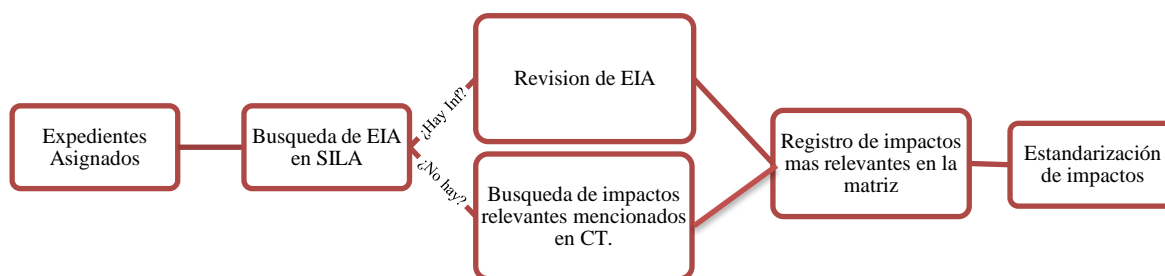 Expedientes
Asignados
Busqueda de EIA
en SILA
¿Hay Inf?
¿No hay?
Revision de EIA
Busqueda de impactos
relevantes mencionados
en CT.
Registro de impactos
mas relevantes en la
matriz
Estandarización
de impactos